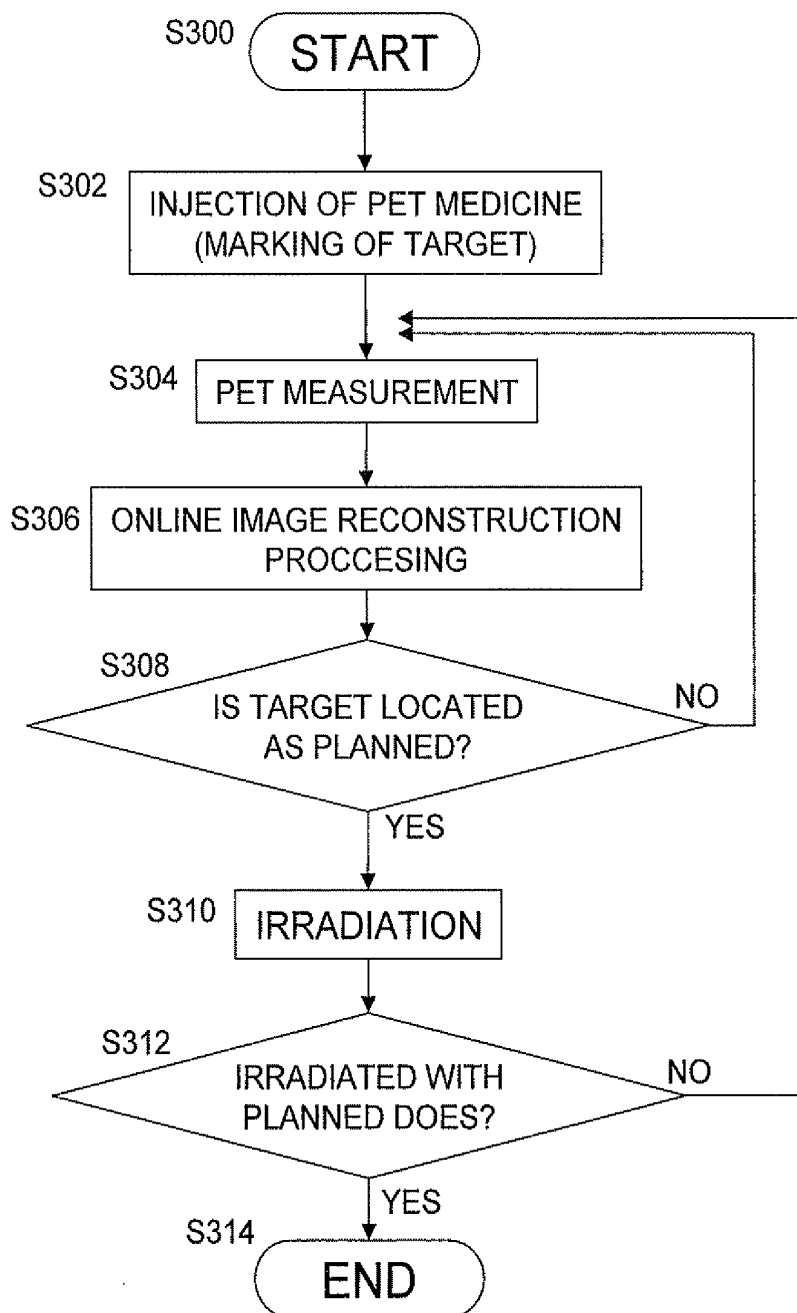 S300
START
S302
INJECTION OF PET MEDICINE
(MARKING OF TARGET)
S304
PET MEASUREMENT
S306
ONLINE IMAGE RECONSTRUCTION
PROCCESING
S308
IS TARGET LOCATED
AS PLANNED?
NO
YES
S310
IRRADIATION
S312
IRRADIATED WITH
PLANNED DOES?
NO
YES
S314
END